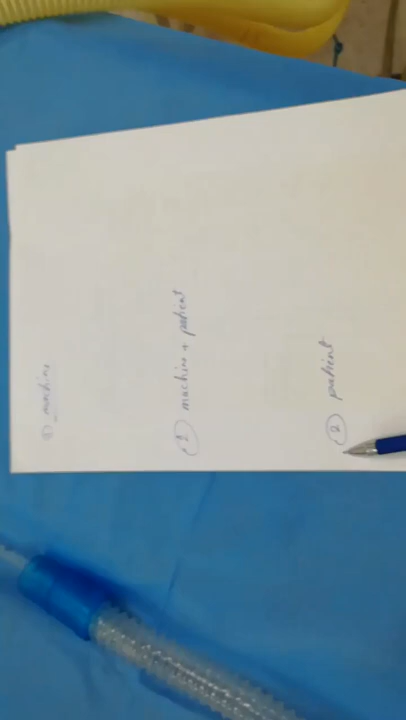 ① machine
② machine + patient
③ patient